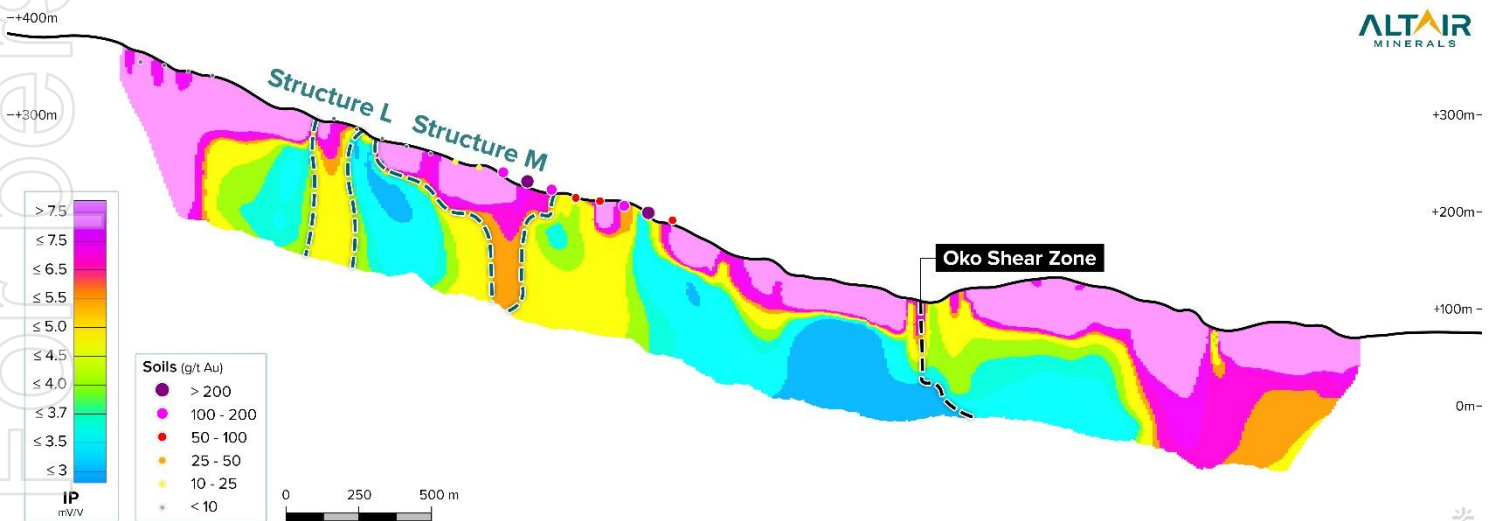 +400m
ALTAIR
MINERALS
Structure L
Structure M
+300m
+300m
+200m
Oko Shear Zone
+100m
0m
> 7.5
≤ 7.5
≤ 6.5
≤ 5.5
≤ 5.0
≤ 4.5
≤ 4.0
≤ 3.7
≤ 3.5
≤ 3
IP
mV/V
Soils (g/t Au)
> 200
100 - 200
50 - 100
25 - 50
10 - 25
< 10
0 250 500 m
For pers